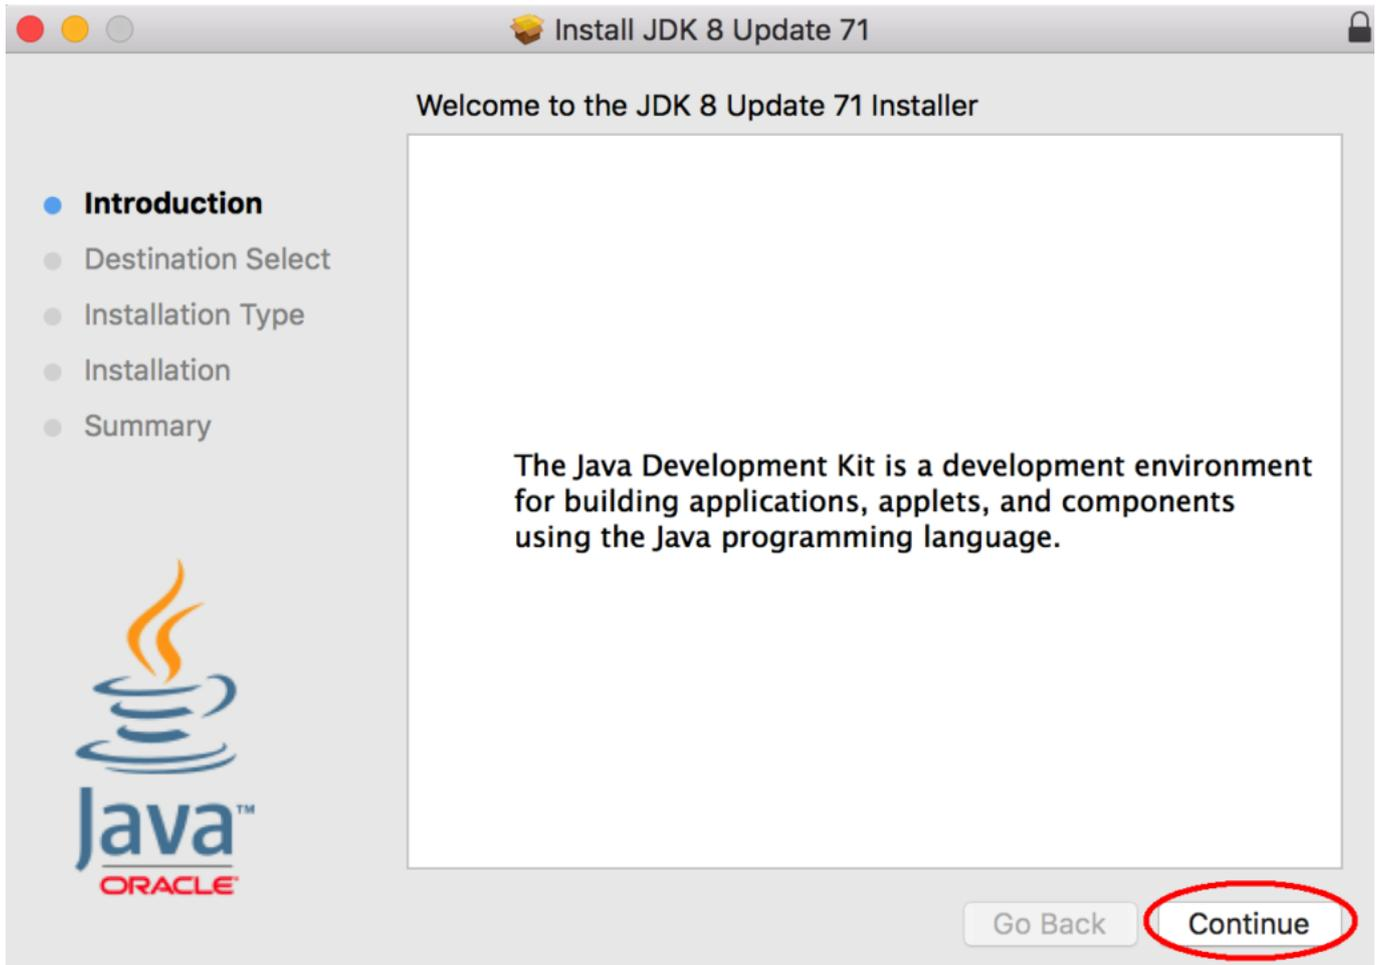 Install JDK 8 Update 71
Welcome to the JDK 8 Update 71 Installer
Introduction
Destination Select
Installation Type
Installation
Summary
The Java Development Kit is a development environment
for building applications, applets, and components
using the Java programming language.
Java™
ORACLE
Go Back
Continue